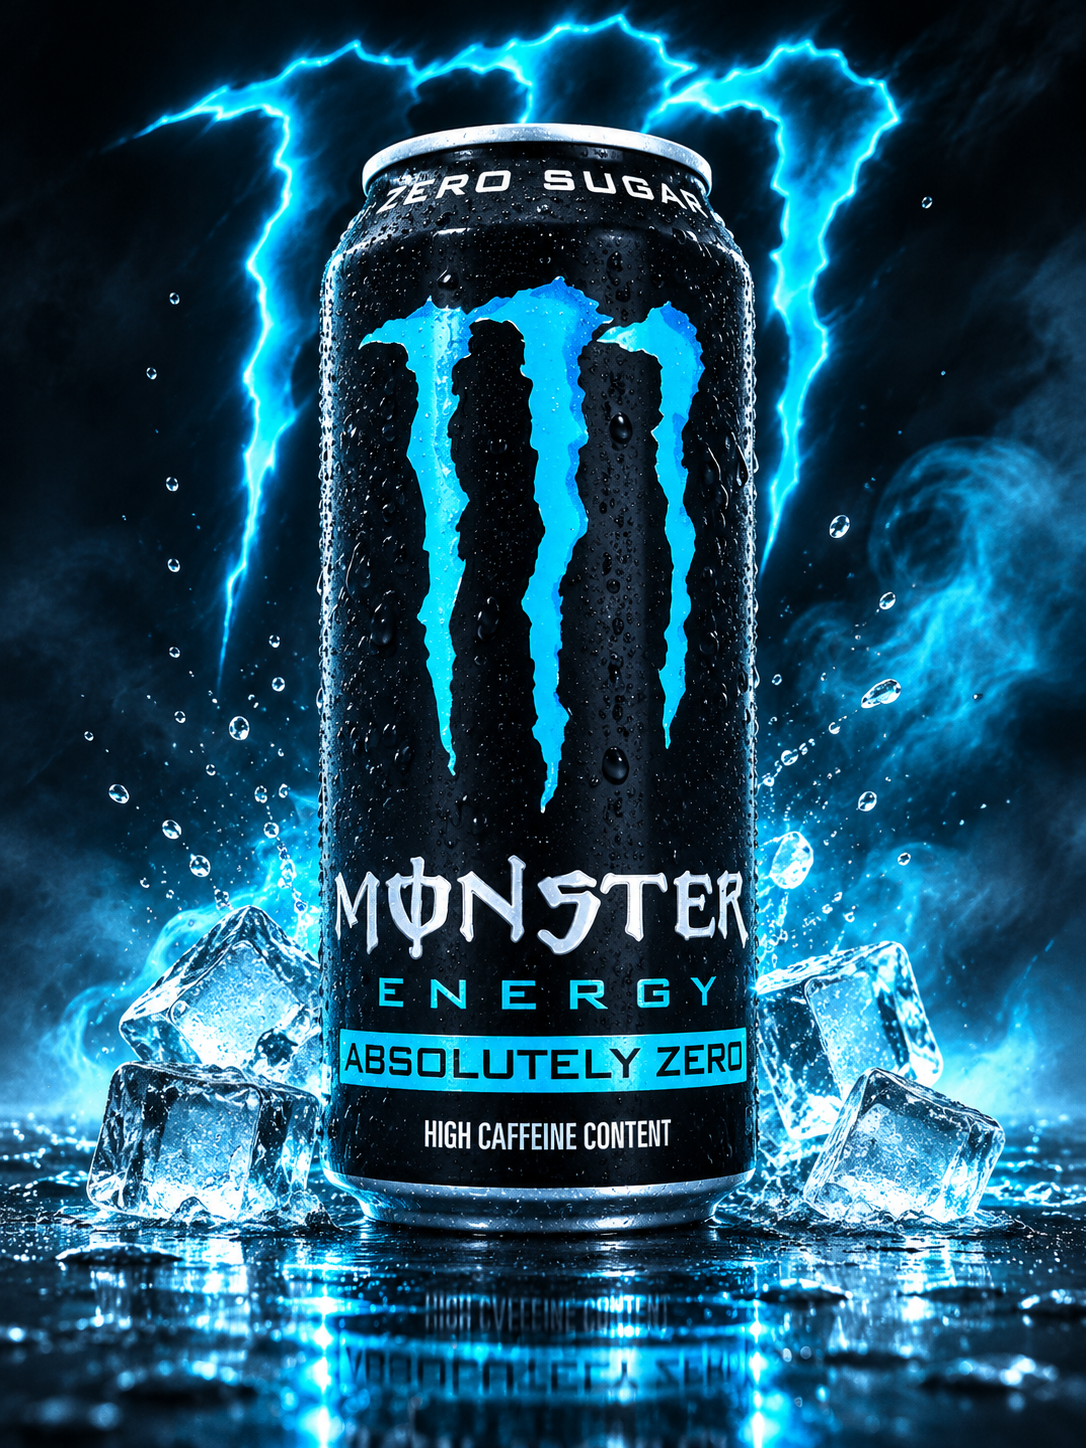 ZERO SUGAR
MONSTER
ENERGY
ABSOLUTELY ZERO
HIGH CAFFEINE CONTENT